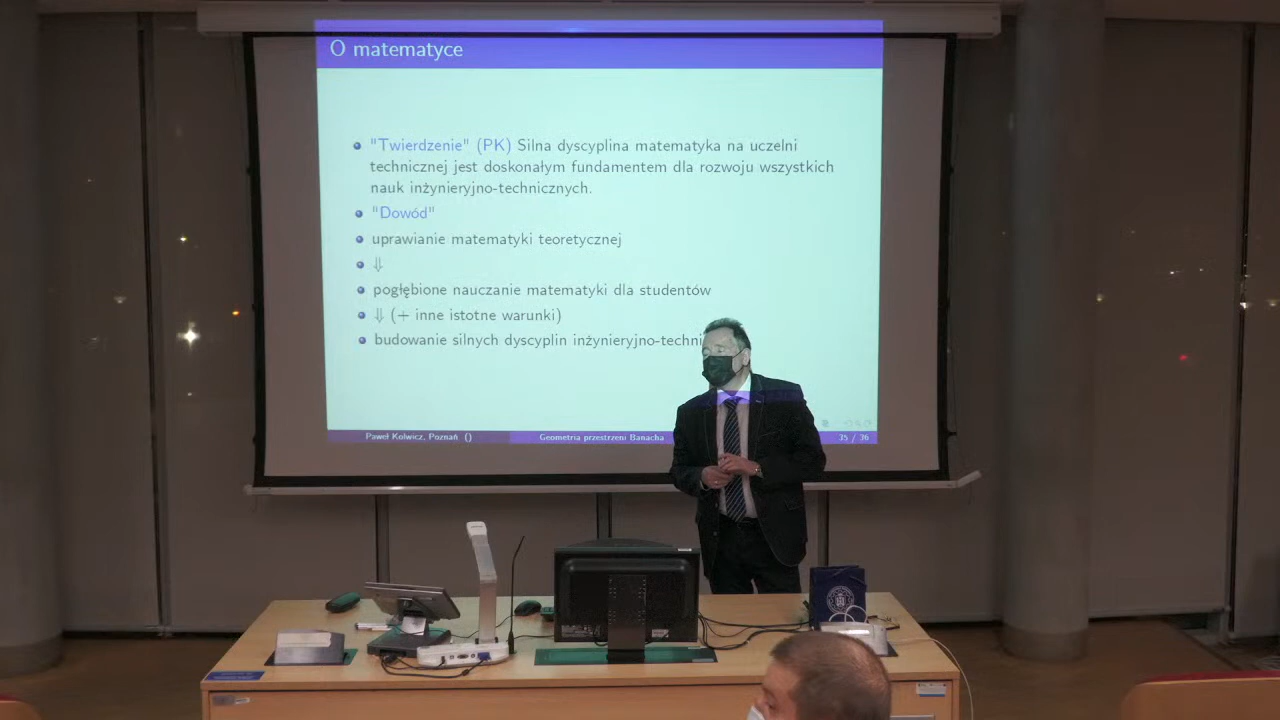 O matematyce
"Twierdzenie" (PK) Silna dyscyplina matematyka na uczelni
technicznej jest doskonałym fundamentem dla rozwoju wszystkich
nauk inżynieryjno-technicznych.
"Dowód"
uprawianie matematyki teoretycznej
⇓
pogłębione nauczanie matematyki dla studentów
⇓ (+ inne istotne warunki)
budowanie silnych dyscyplin inżynieryjno-techni
Paweł Kolwicz, Poznań () Geometria przestrzeni Banacha 35 / 36